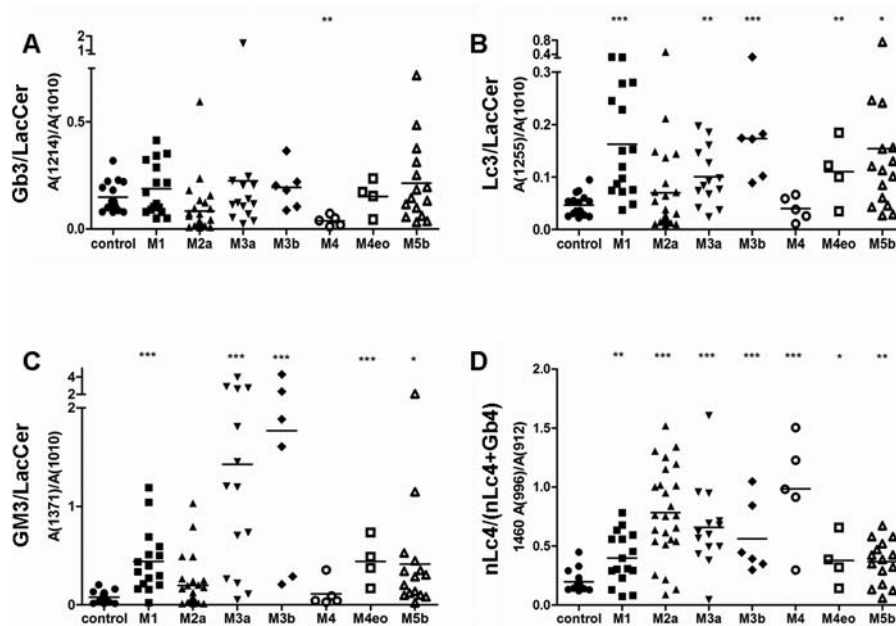 A
Gb3/LacCer
A(1214)/A(1010)
2
1
0.5
0.0
**
control M1 M2a M3a M3b M4 M4eo M5b
B
Lc3/LacCer
A(1255)/A(1010)
0.8
0.4
0.3
0.2
0.1
0.0
*** ** *** ** *
control M1 M2a M3a M3b M4 M4eo M5b
C
GM3/LacCer
A(1371)/A(1010)
4
2
2
1
0
*** *** *** *** *
control M1 M2a M3a M3b M4 M4eo M5b
D
nLc4/(nLc4+Gb4)
1460 A(996)/A(912)
2.0
1.5
1.0
0.5
0.0
** *** *** *** *** * **
control M1 M2a M3a M3b M4 M4eo M5b